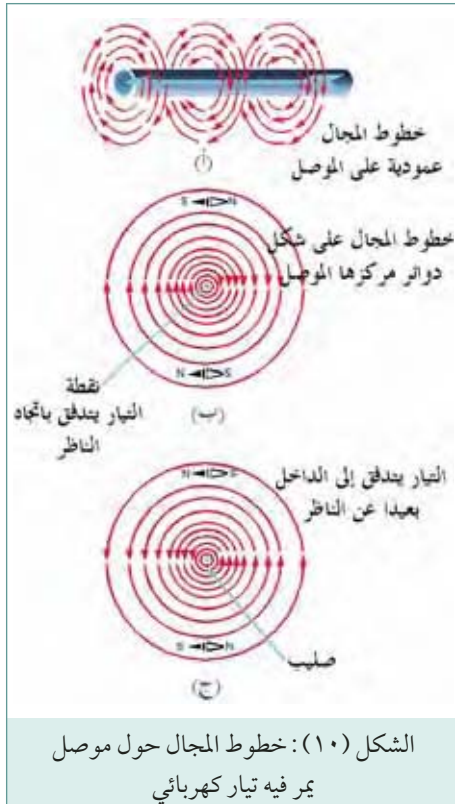 خطوط المجال
عمودية على الموصل
(أ)
S N
خطوط المجال على شكل
دوائر مركزها الموصل
N S
نقطة
التيار يتدفق باتجاه
الناظر
(ب)
التيار يتدفق إلى الداخل
بعيدا عن الناظر
N S
S N
صليب
(ج)
الشكل (١٠): خطوط المجال حول موصل
يمر فيه تيار كهربائي